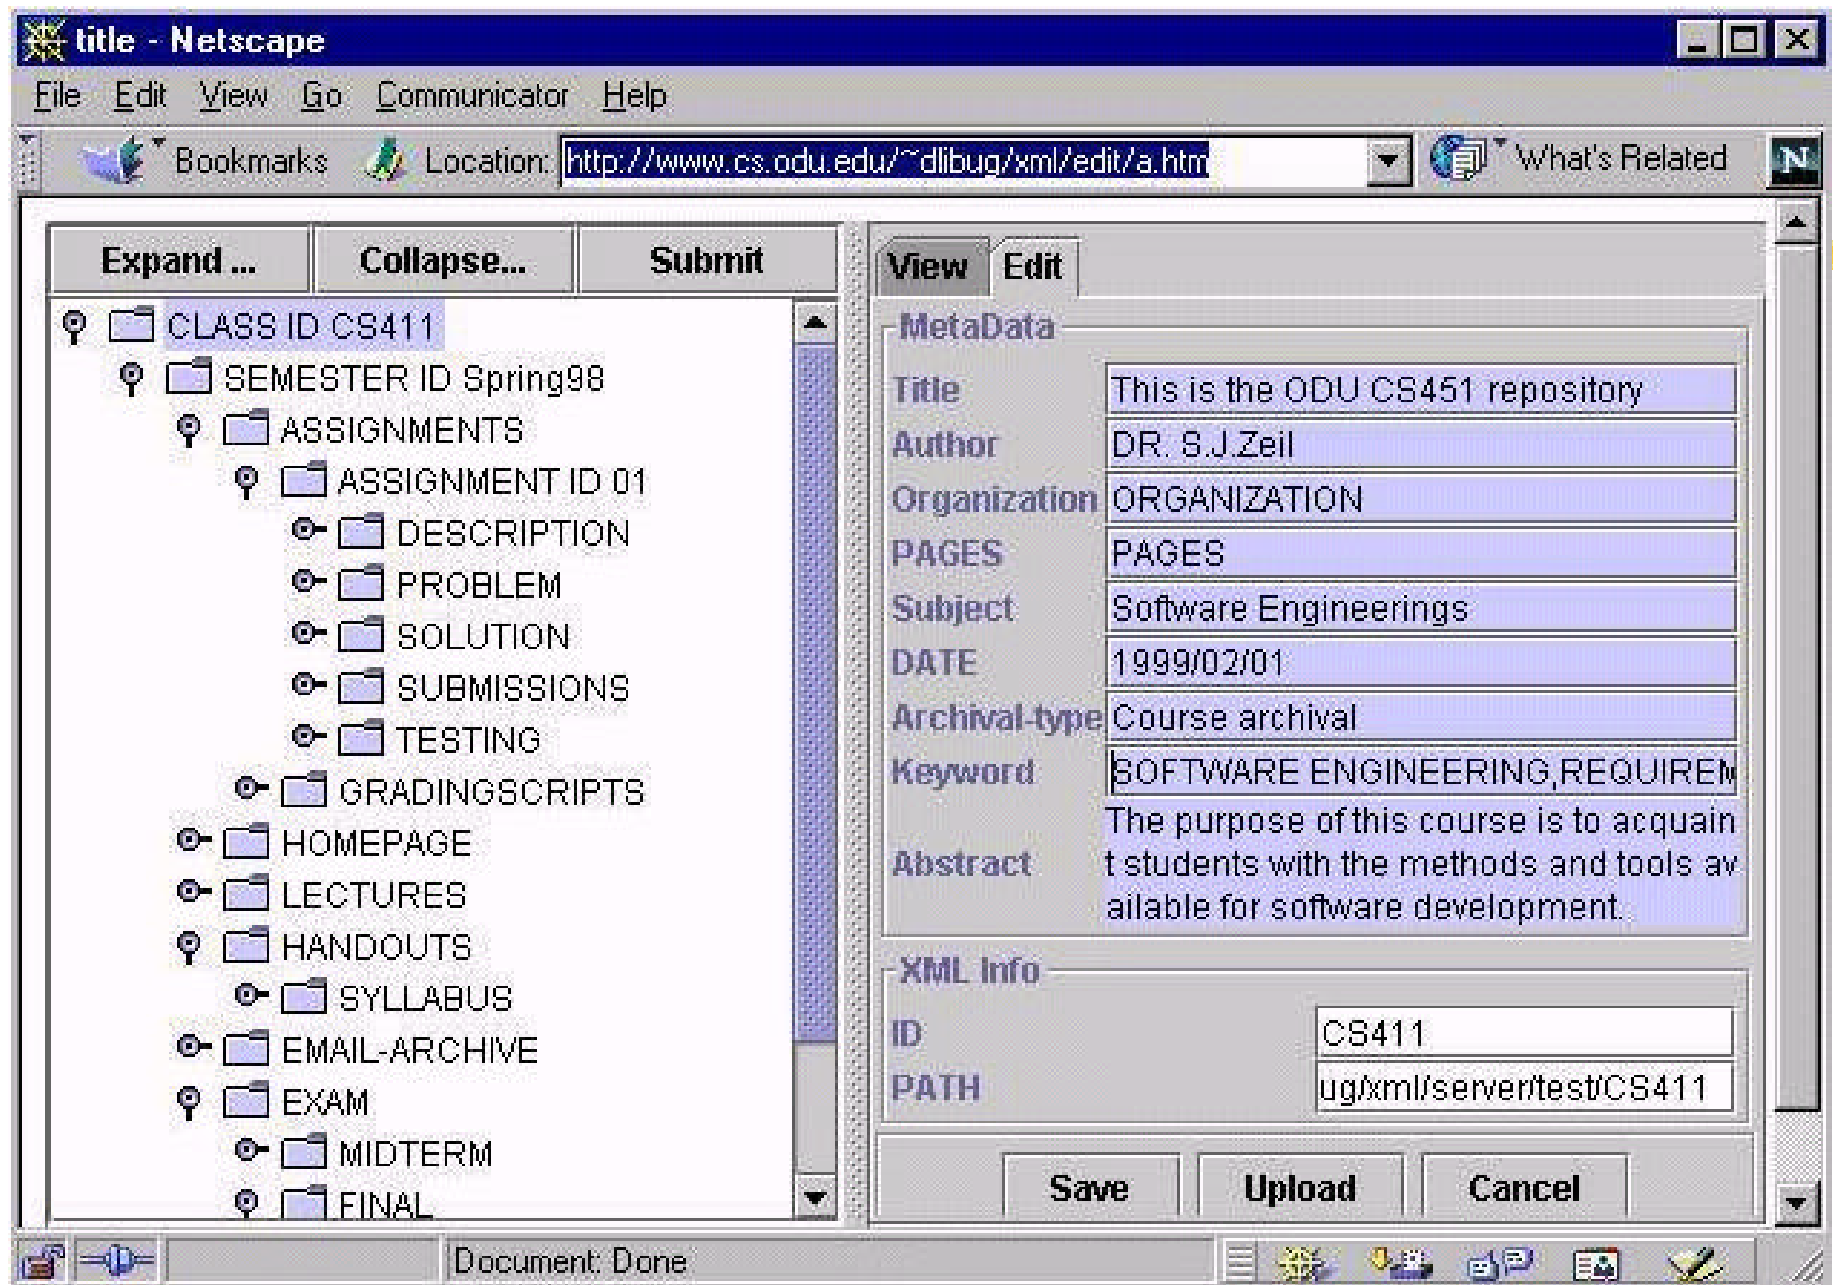 title - Netscape
File Edit View Go Communicator Help
Bookmarks Location: http://www.cs.odu.edu/~dlibug/xml/edit/a.htm What's Related N
Expand ... Collapse... Submit
CLASS ID CS411
SEMESTER ID Spring98
ASSIGNMENTS
ASSIGNMENT ID 01
DESCRIPTION
PROBLEM
SOLUTION
SUBMISSIONS
TESTING
GRADINGSCRIPTS
HOMEPAGE
LECTURES
HANDOUTS
SYLLABUS
EMAIL-ARCHIVE
EXAM
MIDTERM
FINAL
View Edit
MetaData
Title This is the ODU CS451 repository
Author DR. S.J.Zeil
Organization ORGANIZATION
PAGES PAGES
Subject Software Engineerings
DATE 1999/02/01
Archival-type Course archival
Keyword SOFTWARE ENGINEERING,REQUIREM
Abstract The purpose of this course is to acquain
t students with the methods and tools av
ailable for software development.
XML Info
ID CS411
PATH ug/xml/server/test/CS411
Save Upload Cancel
Document: Done